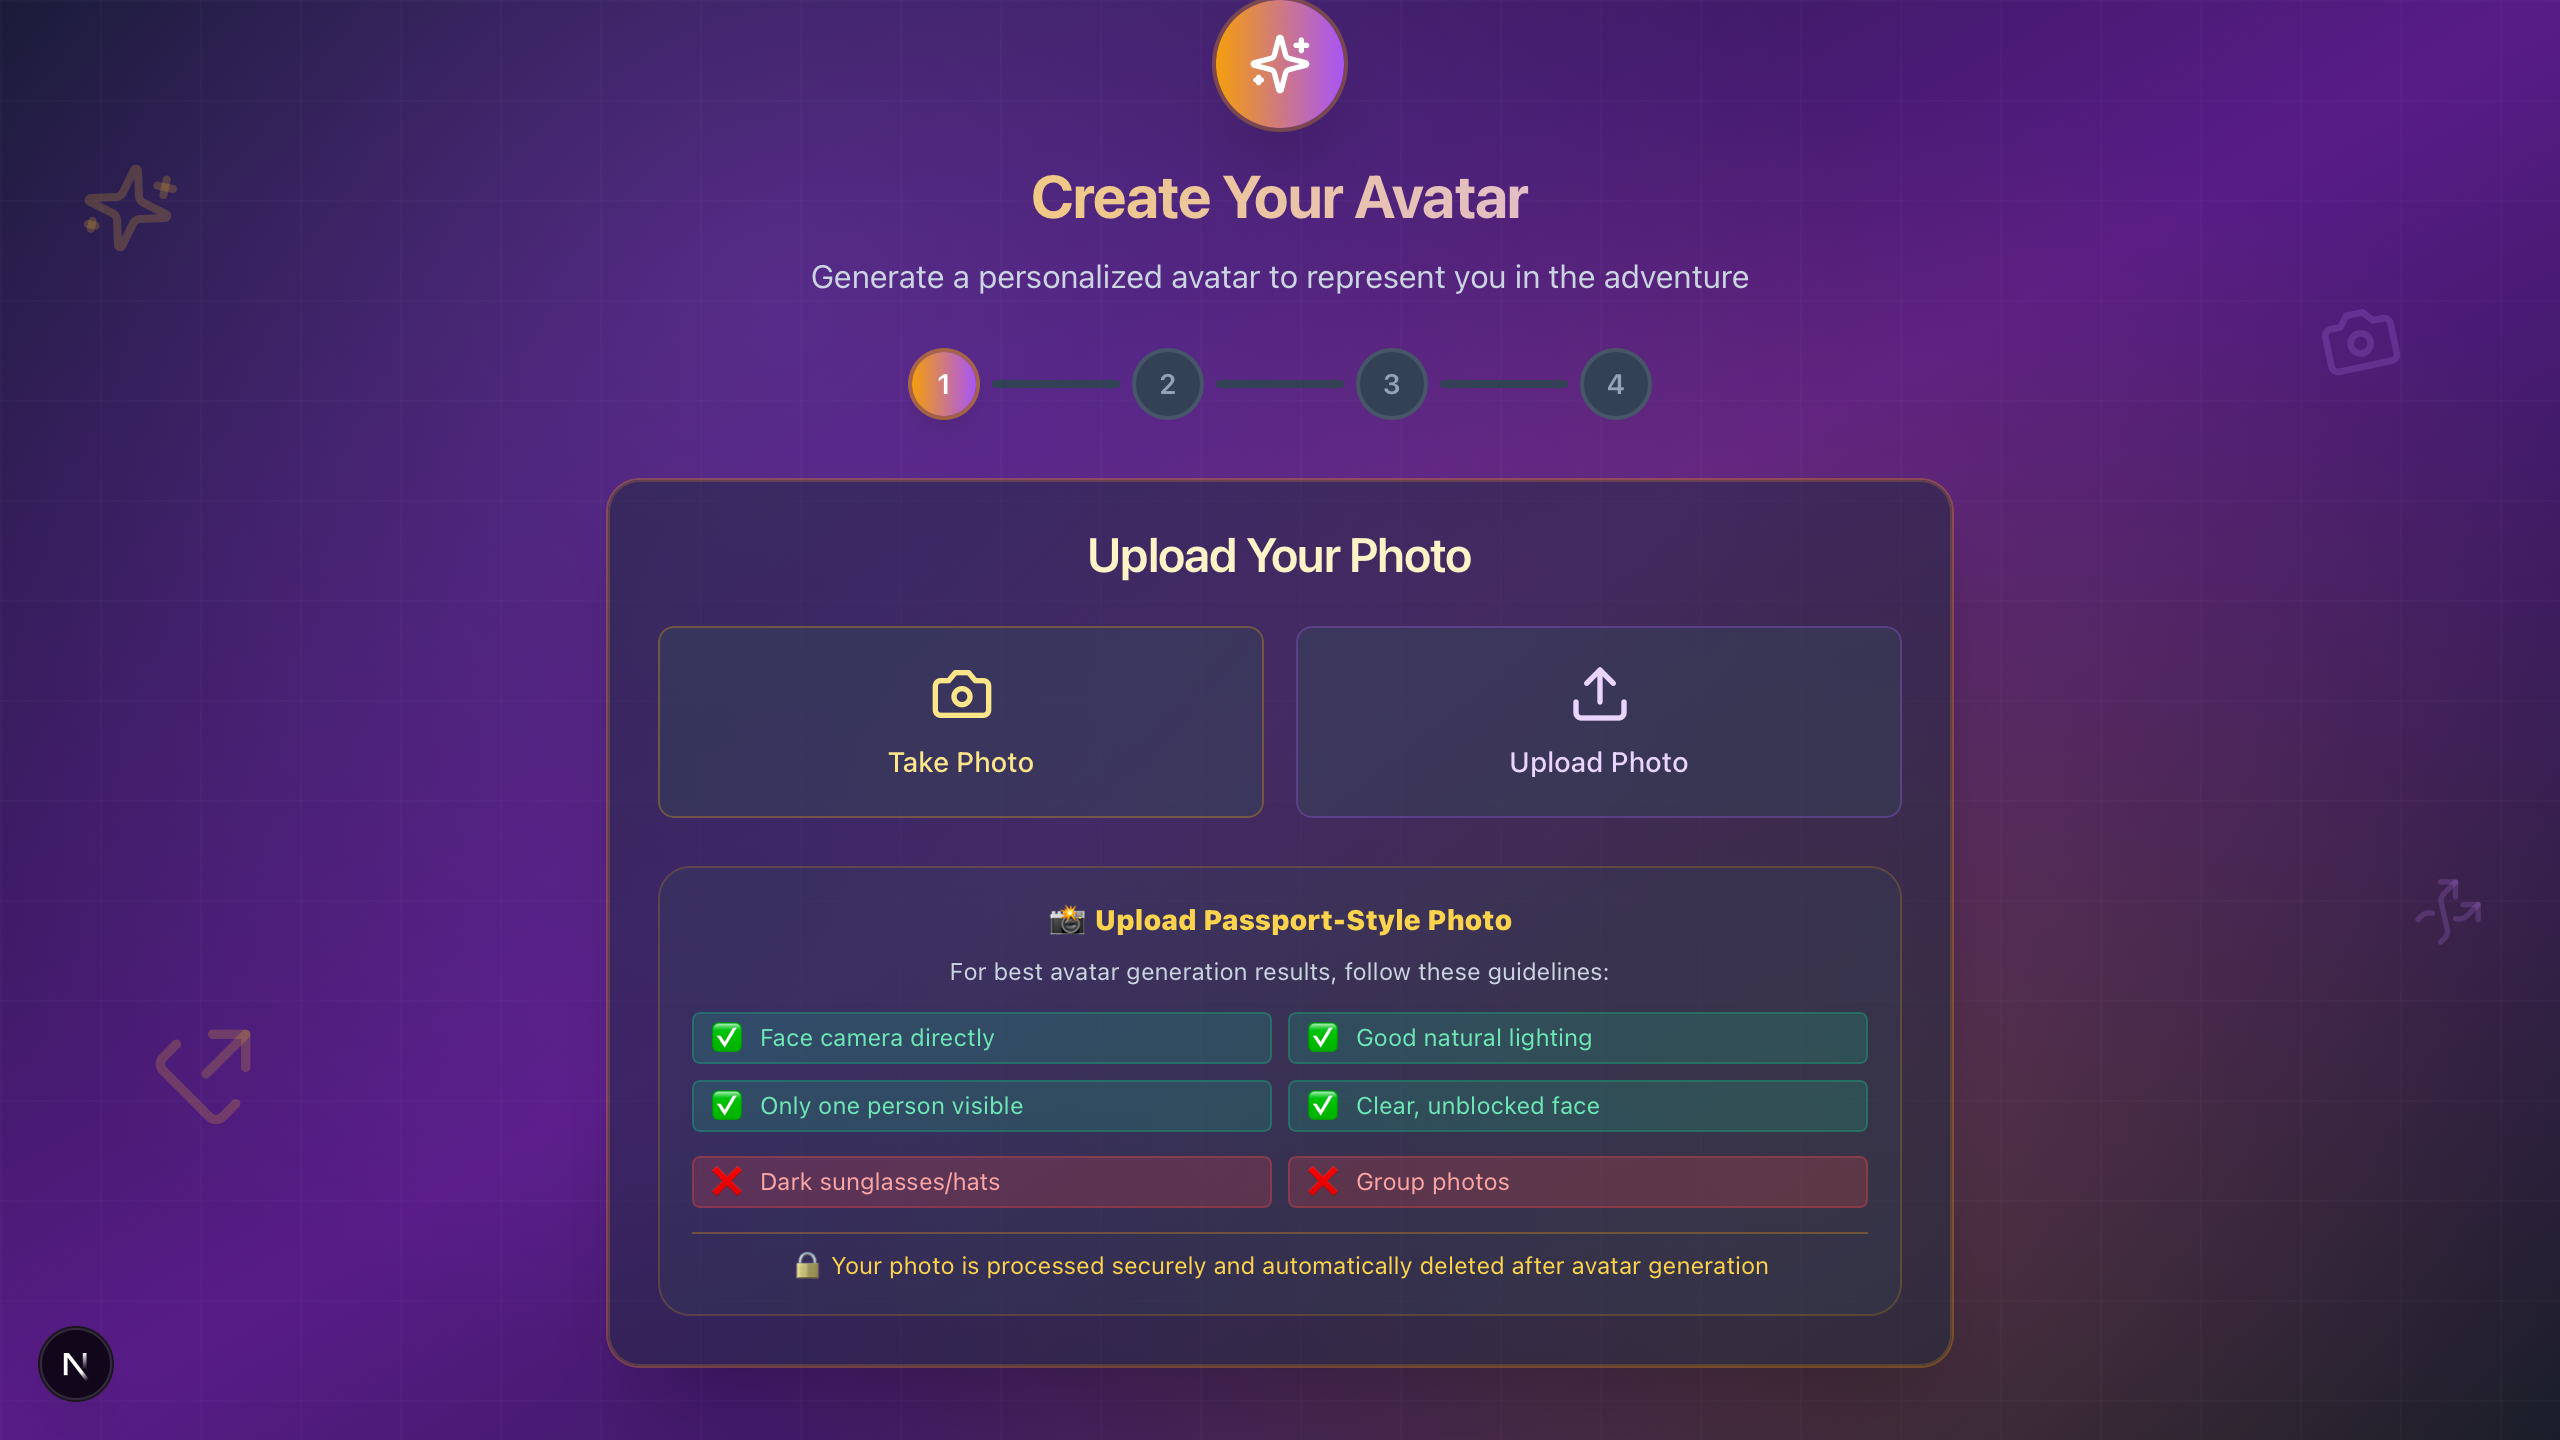 Create Your Avatar
Generate a personalized avatar to represent you in the adventure
1 2 3 4
Upload Your Photo
Take Photo
Upload Photo
📸 Upload Passport-Style Photo
For best avatar generation results, follow these guidelines:
✅ Face camera directly
✅ Good natural lighting
✅ Only one person visible
✅ Clear, unblocked face
❌ Dark sunglasses/hats
❌ Group photos
🔒 Your photo is processed securely and automatically deleted after avatar generation
N